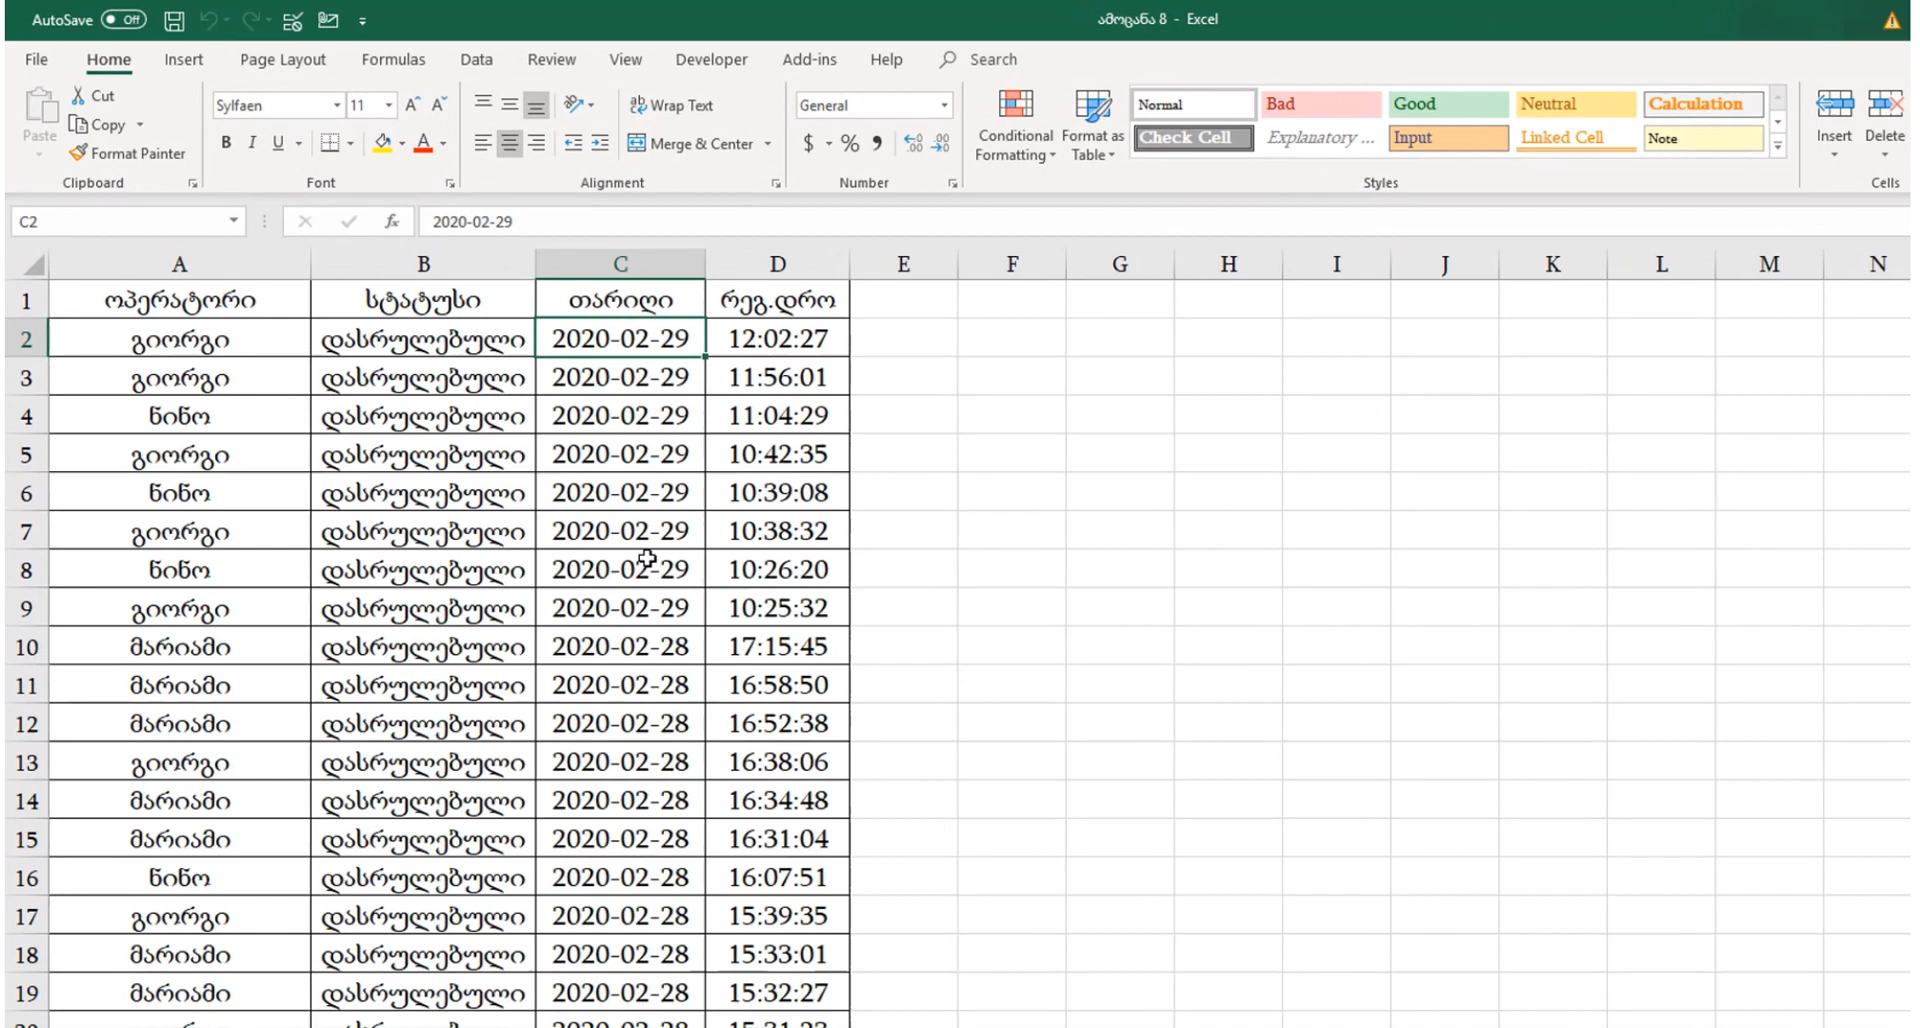 AutoSave Off ამოცანა 8 - Excel
File Home Insert Page Layout Formulas Data Review View Developer Add-ins Help Search
Paste Cut Copy Format Painter Clipboard
Sylfaen 11 B I U Font
Wrap Text Merge & Center Alignment
General $ % Number
Conditional Formatting Format as Table
Normal Bad Good Neutral Calculation
Check Cell Explanatory ... Input Linked Cell Note
Styles
Insert Delete Cells
C2 fx 2020-02-29
A B C D E F G H I J K L M N
1 ოპერატორი სტატუსი თარიღი რეგ.დრო
2 გიორგი დასრულებული 2020-02-29 12:02:27
3 გიორგი დასრულებული 2020-02-29 11:56:01
4 ნინო დასრულებული 2020-02-29 11:04:29
5 გიორგი დასრულებული 2020-02-29 10:42:35
6 ნინო დასრულებული 2020-02-29 10:39:08
7 გიორგი დასრულებული 2020-02-29 10:38:32
8 ნინო დასრულებული 2020-02-29 10:26:20
9 გიორგი დასრულებული 2020-02-29 10:25:32
10 მარიამი დასრულებული 2020-02-28 17:15:45
11 მარიამი დასრულებული 2020-02-28 16:58:50
12 მარიამი დასრულებული 2020-02-28 16:52:38
13 გიორგი დასრულებული 2020-02-28 16:38:06
14 მარიამი დასრულებული 2020-02-28 16:34:48
15 მარიამი დასრულებული 2020-02-28 16:31:04
16 ნინო დასრულებული 2020-02-28 16:07:51
17 გიორგი დასრულებული 2020-02-28 15:39:35
18 მარიამი დასრულებული 2020-02-28 15:33:01
19 მარიამი დასრულებული 2020-02-28 15:32:27